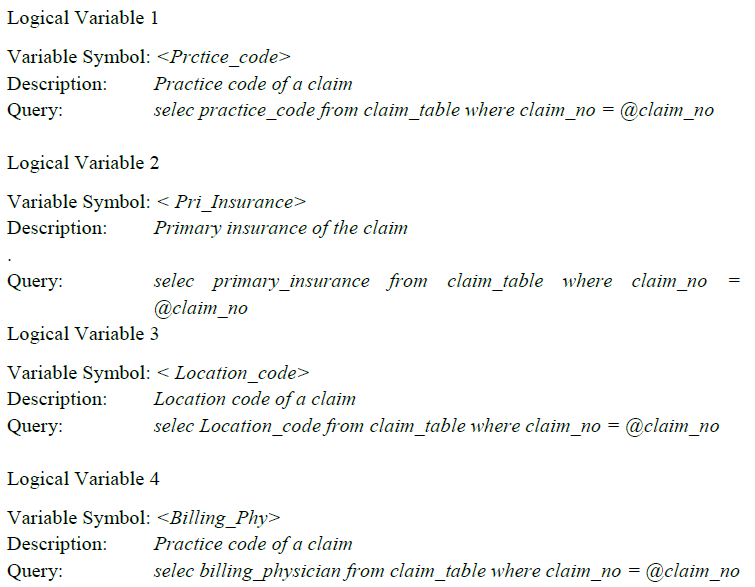 Logical Variable 1
Variable Symbol: <Prctice_code>
Description: Practice code of a claim
Query: selec practice_code from claim_table where claim_no = @claim_no
Logical Variable 2
Variable Symbol: < Pri_Insurance>
Description: Primary insurance of the claim
.
Query: selec primary_insurance from claim_table where claim_no =
@claim_no
Logical Variable 3
Variable Symbol: < Location_code>
Description: Location code of a claim
Query: selec Location_code from claim_table where claim_no = @claim_no
Logical Variable 4
Variable Symbol: <Billing_Phy>
Description: Practice code of a claim
Query: selec billing_physician from claim_table where claim_no = @claim_no